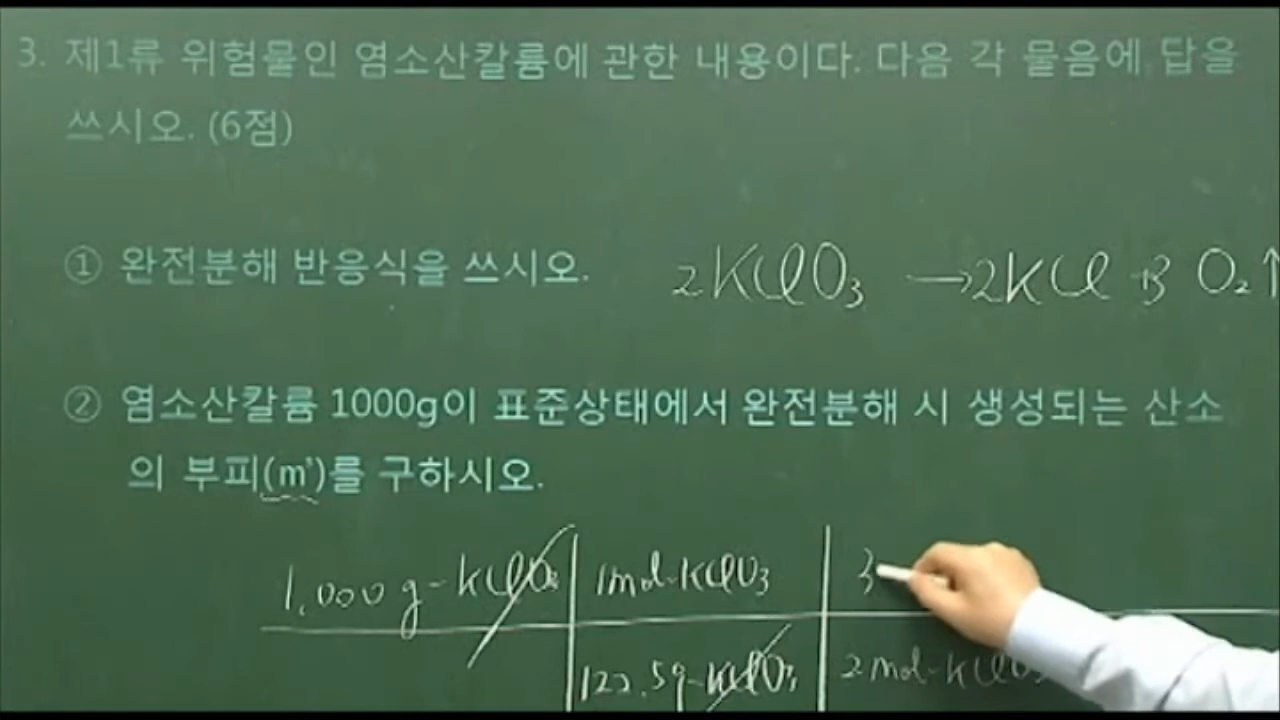 3. 제1류 위험물인 염소산칼륨에 관한 내용이다. 다음 각 물음에 답을
쓰시오. (6점)
① 완전분해 반응식을 쓰시오. 2KClO₃ → 2KCl + 3 O₂↑
② 염소산칼륨 1000g이 표준상태에서 완전분해 시 생성되는 산소
의 부피(m³)를 구하시오.
1,000 g-KClO₃ | 1mol-KClO₃ | 3
122.5g-KClO₃ | 2mol-KClO₃